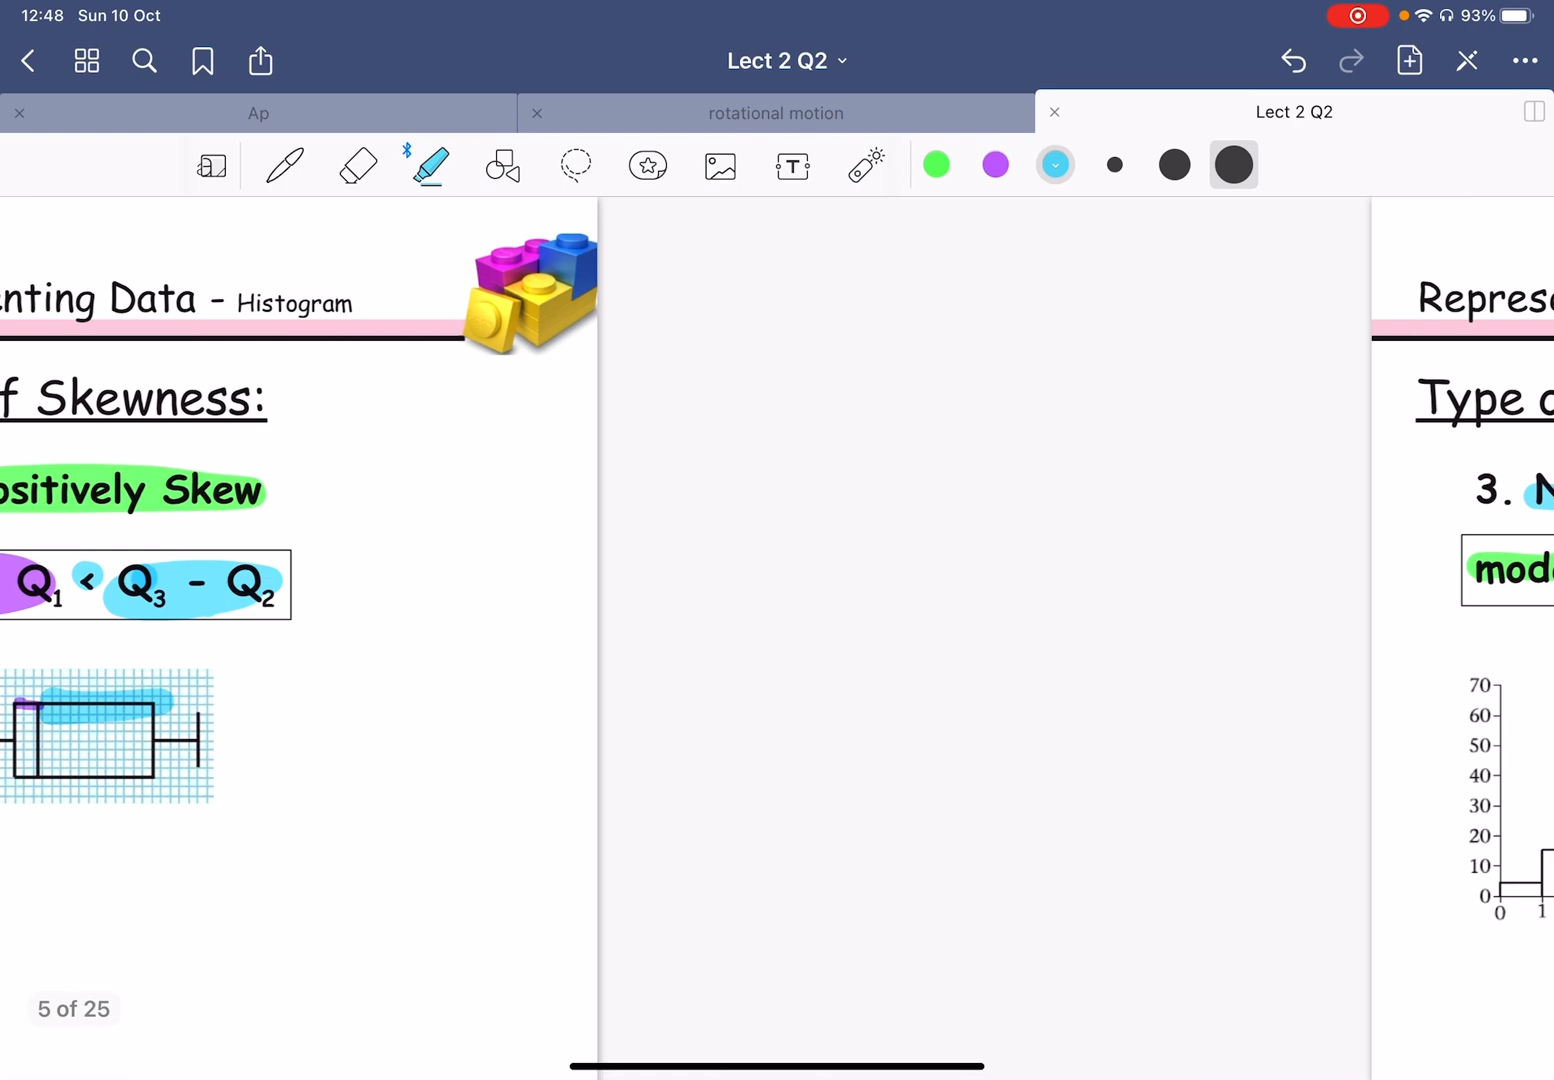 12:48 Sun 10 Oct
93%
Lect 2 Q2
Ap
rotational motion
Lect 2 Q2
T
nting Data - Histogram
f Skewness:
ositively Skew
Q₁ < Q₃ - Q₂
5 of 25
Represe
Type o
3. N
mod
70
60
50
40
30
20
10
0
0 1